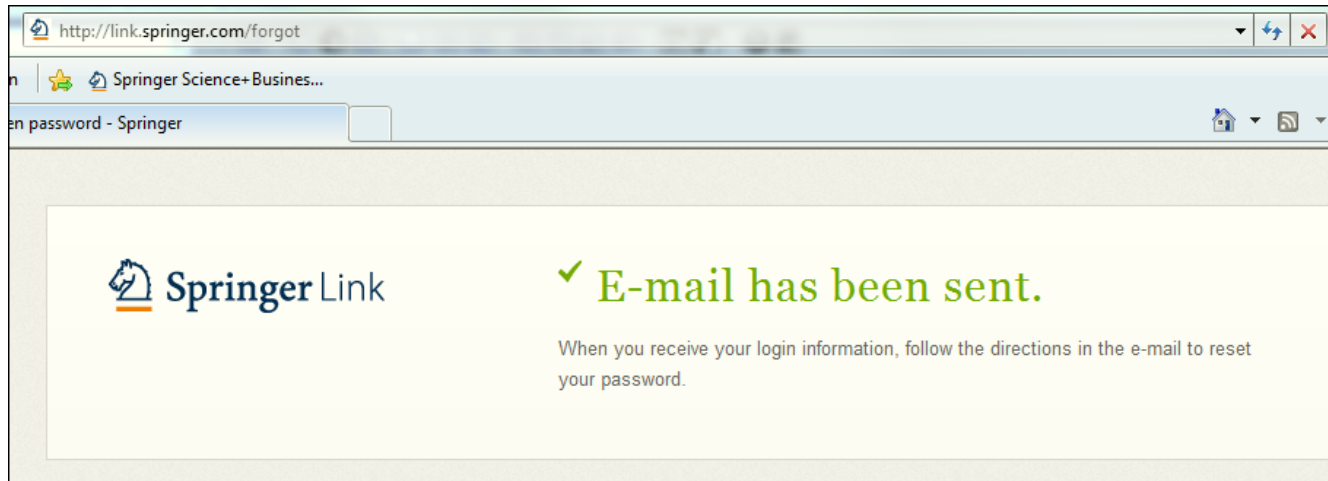 http://link.springer.com/forgot
n
Springer Science+Busines...
en password - Springer
Springer Link
E-mail has been sent.
When you receive your login information, follow the directions in the e-mail to reset
your password.